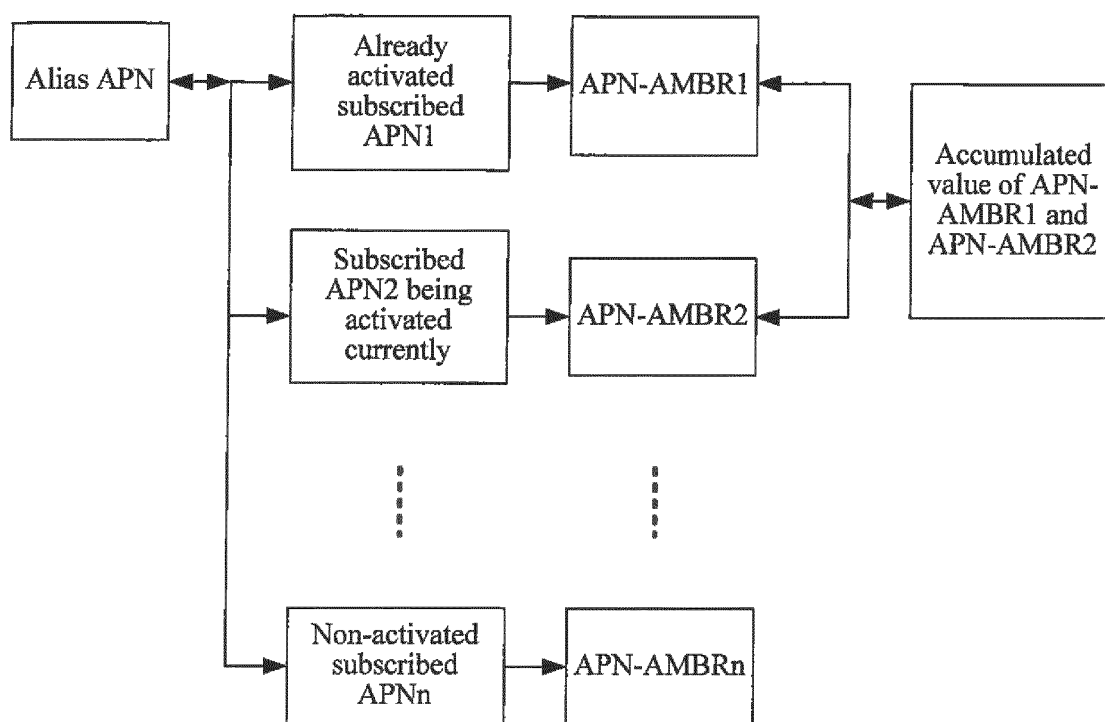 Alias APN
Already
activated
subscribed
APN1
APN-AMBR1
Accumulated
value of APN-
AMBR1 and
APN-AMBR2
Subscribed
APN2 being
activated
currently
APN-AMBR2
Non-activated
subscribed
APNn
APN-AMBRn